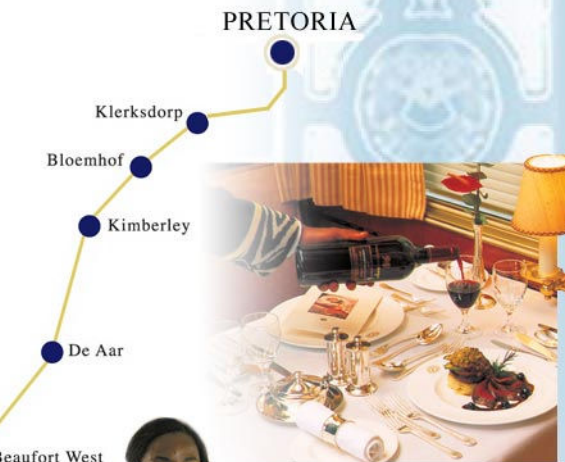 PRETORIA
Klerksdorp
Bloemhof
Kimberley
De Aar
Beaufort West